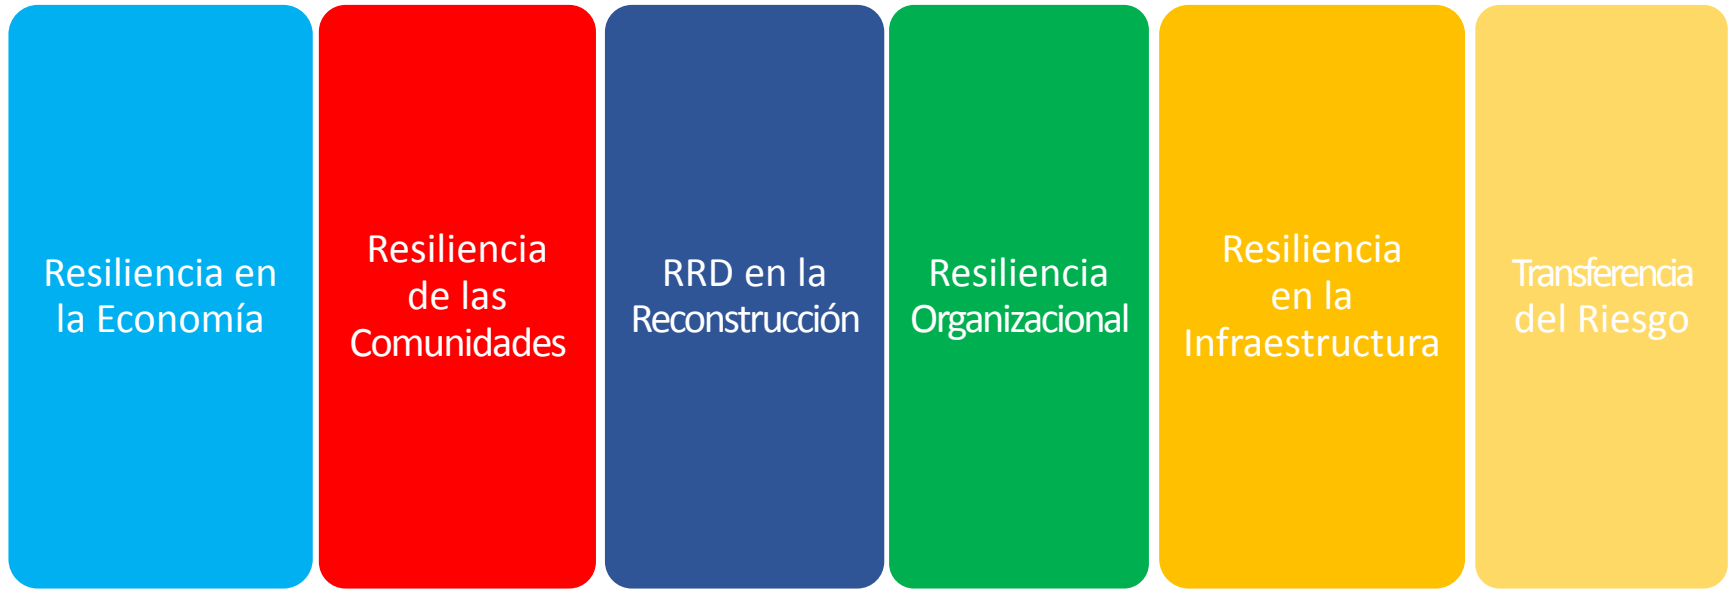 Resiliencia en
la Economía
Resiliencia
de las
Comunidades
RRD en la
Reconstrucción
Resiliencia
Organizacional
Resiliencia
en la
Infraestructura
Transferencia
del Riesgo